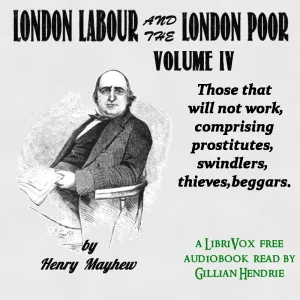 LONDON LABOUR AND THE LONDON POOR
VOLUME IV
Those that
will not work,
comprising
prostitutes,
swindlers,
thieves,beggars.
by
Henry Mayhew
a LibriVox free
audiobook read by
Gillian Hendrie